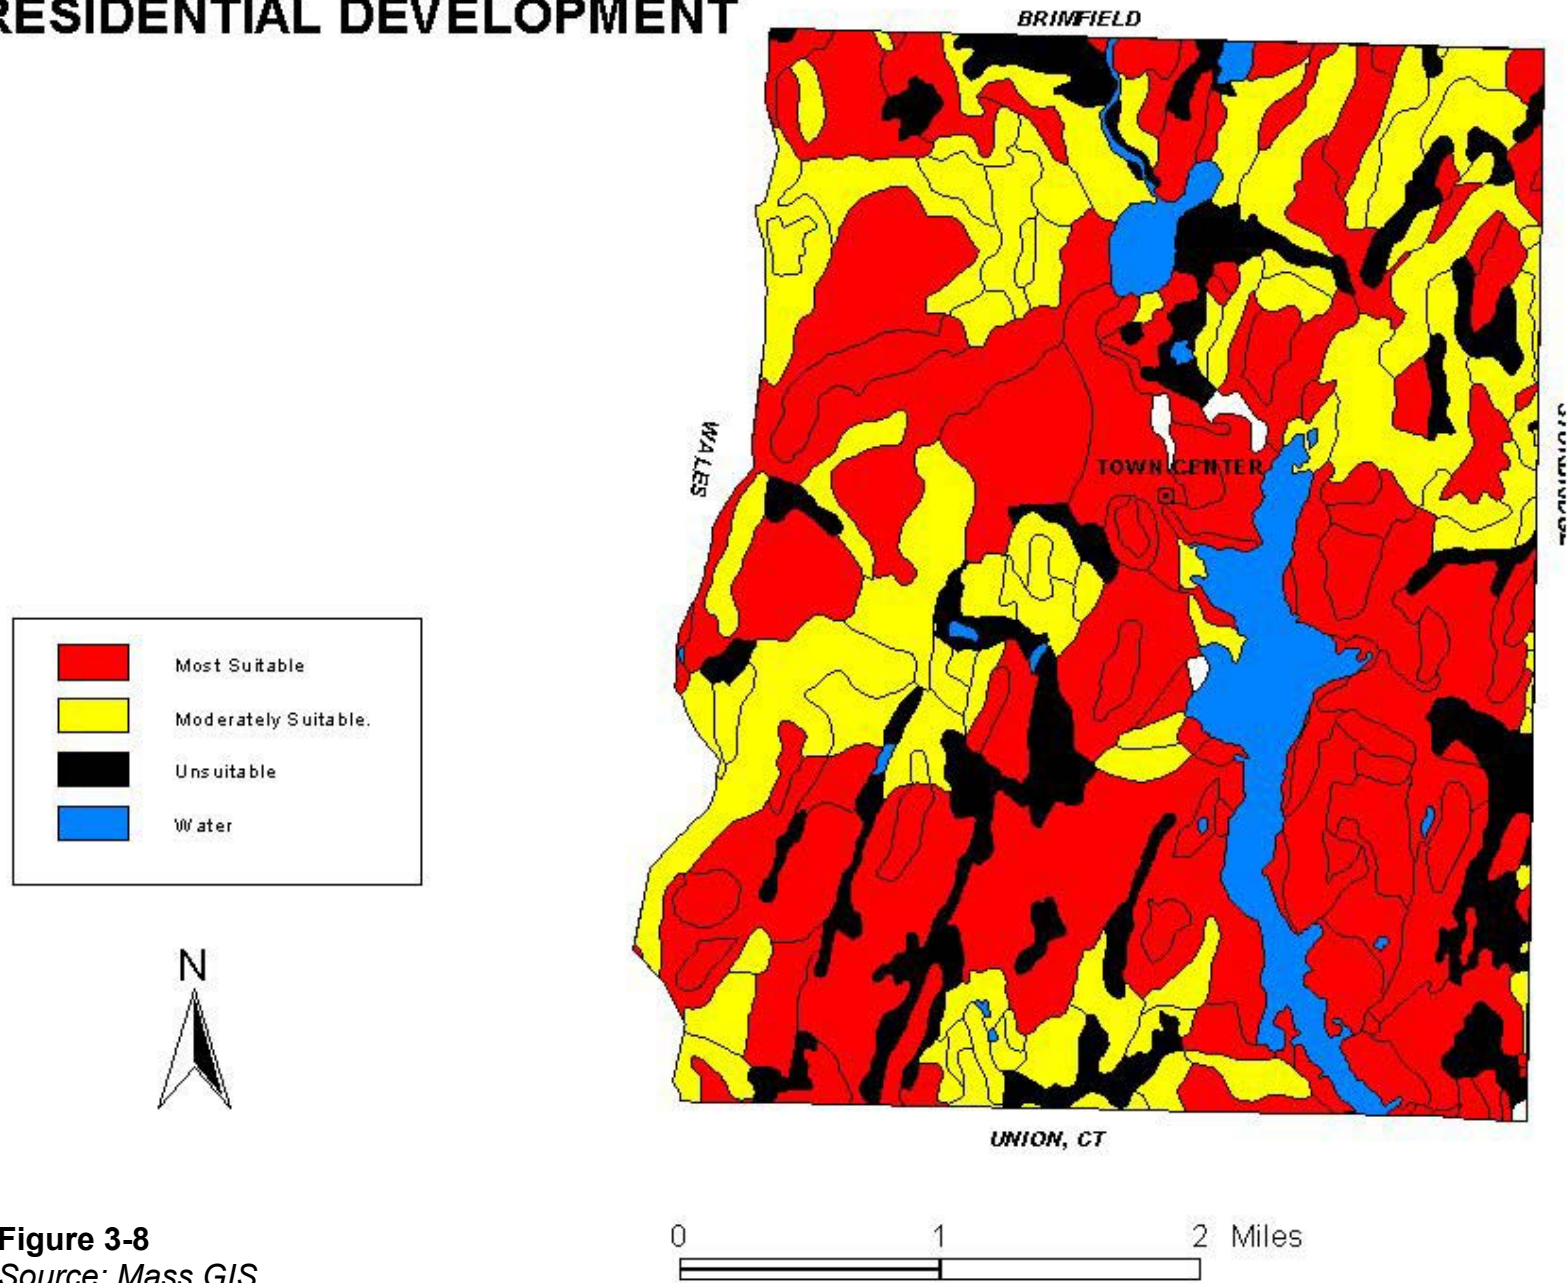 RESIDENTIAL DEVELOPMENT
BRIMFIELD
WALES
TOWN CENTER
Most Suitable
Moderately Suitable.
Unsuitable
Water
N
UNION, CT
0 1 2 Miles
Figure 3-8
Source: Mass GIS